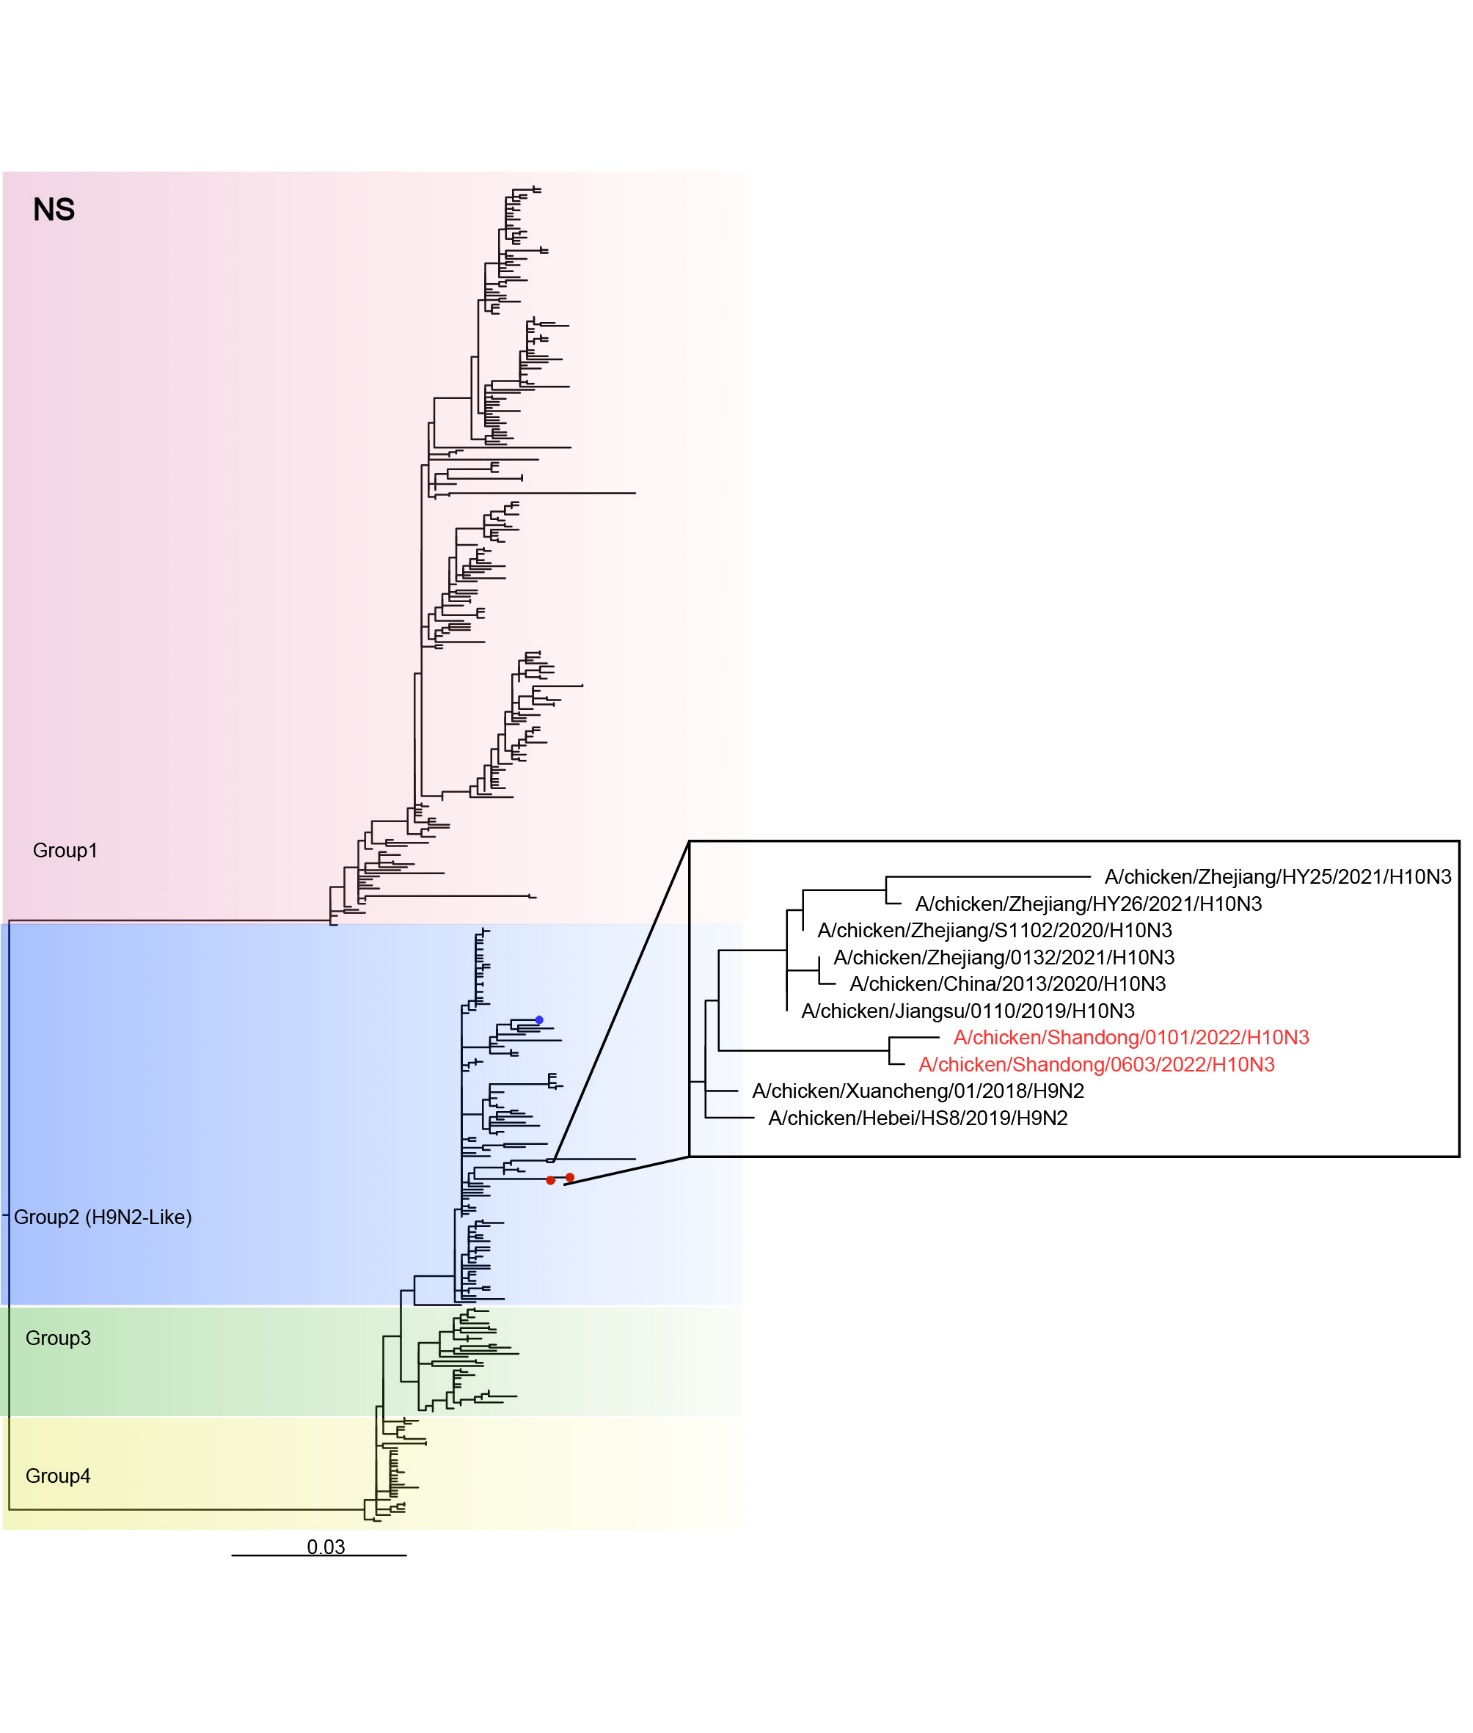 NS
Group1
A/chicken/Zhejiang/HY25/2021/H10N3
A/chicken/Zhejiang/HY26/2021/H10N3
A/chicken/Zhejiang/S1102/2020/H10N3
A/chicken/Zhejiang/0132/2021/H10N3
A/chicken/China/2013/2020/H10N3
A/chicken/Jiangsu/0110/2019/H10N3
A/chicken/Shandong/0101/2022/H10N3
A/chicken/Shandong/0603/2022/H10N3
A/chicken/Xuancheng/01/2018/H9N2
A/chicken/Hebei/HS8/2019/H9N2
Group2 (H9N2-Like)
Group3
Group4
0.03